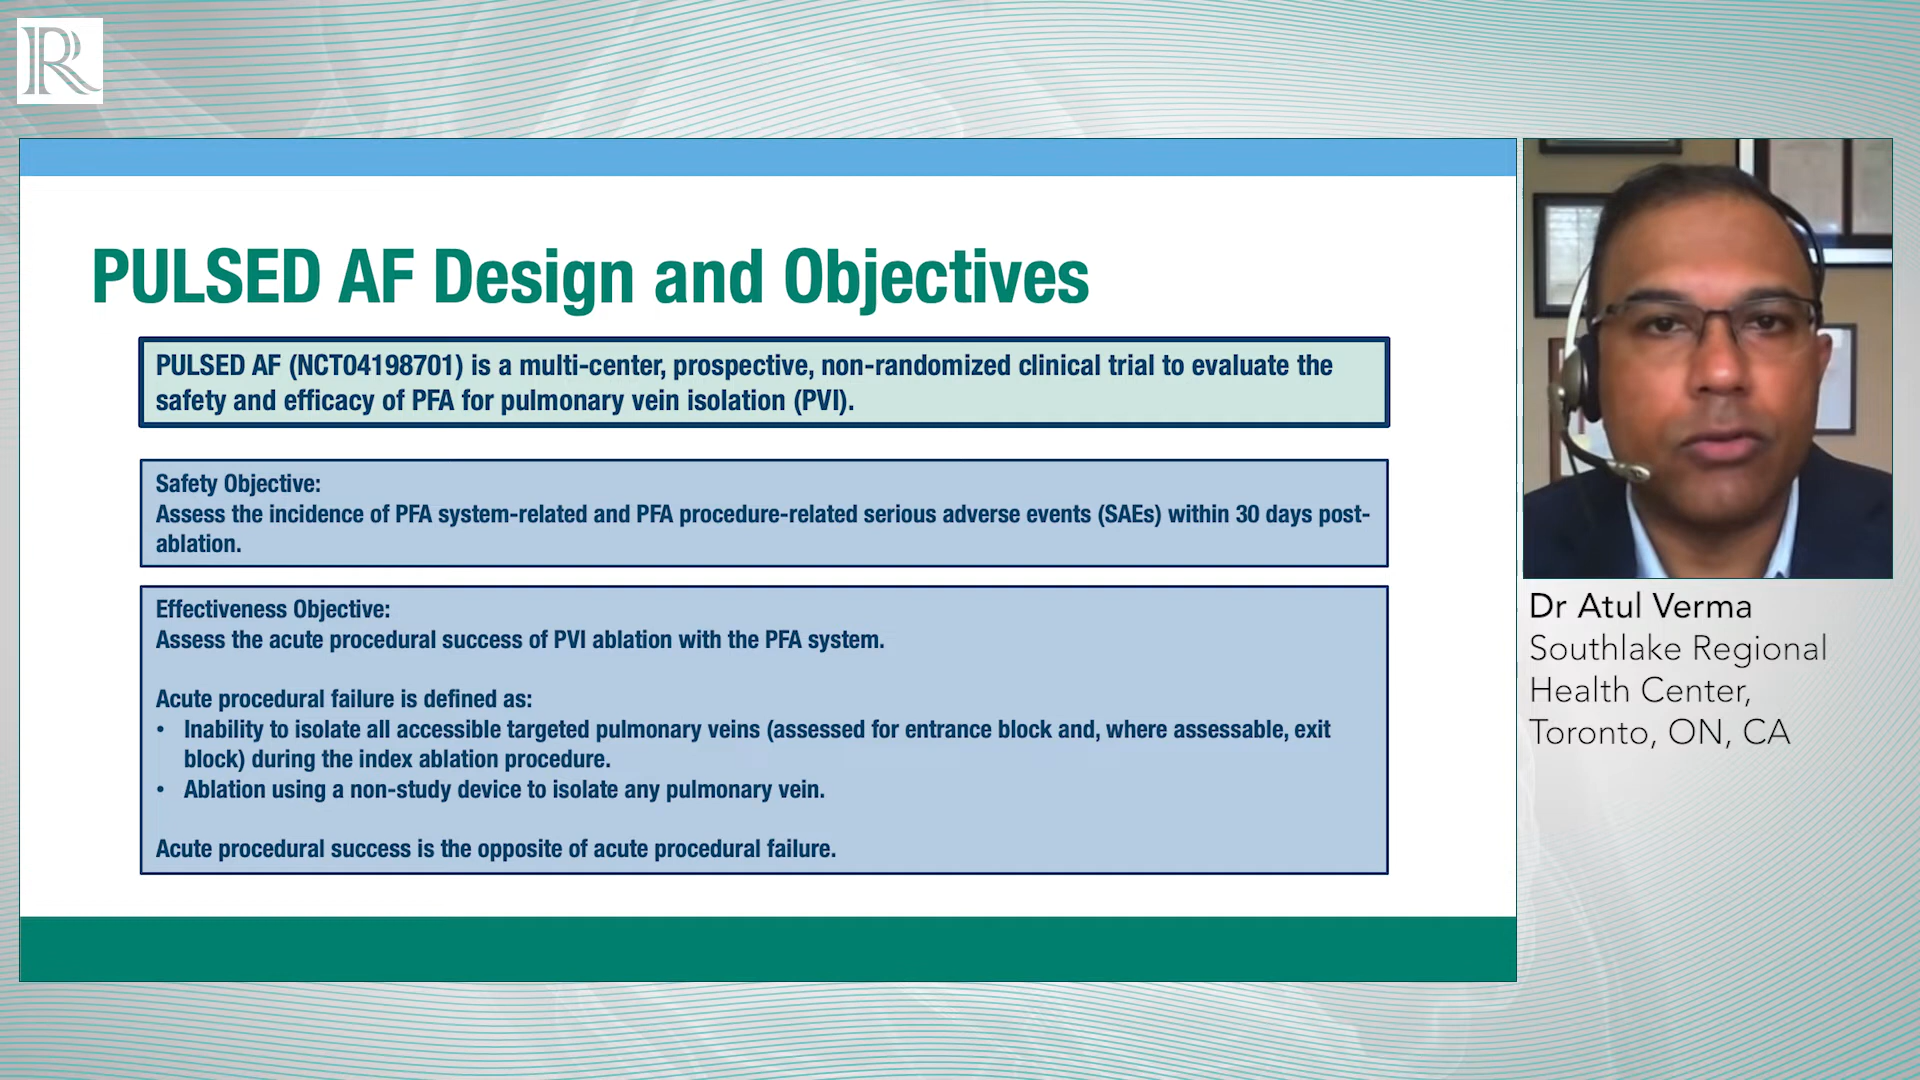 R
PULSED AF Design and Objectives
PULSED AF (NCT04198701) is a multi-center, prospective, non-randomized clinical trial to evaluate the
safety and efficacy of PFA for pulmonary vein isolation (PVI).
Safety Objective:
Assess the incidence of PFA system-related and PFA procedure-related serious adverse events (SAEs) within 30 days post-
ablation.
Effectiveness Objective:
Assess the acute procedural success of PVI ablation with the PFA system.
Acute procedural failure is defined as:
• Inability to isolate all accessible targeted pulmonary veins (assessed for entrance block and, where assessable, exit
block) during the index ablation procedure.
• Ablation using a non-study device to isolate any pulmonary vein.
Acute procedural success is the opposite of acute procedural failure.
Dr Atul Verma
Southlake Regional
Health Center,
Toronto, ON, CA